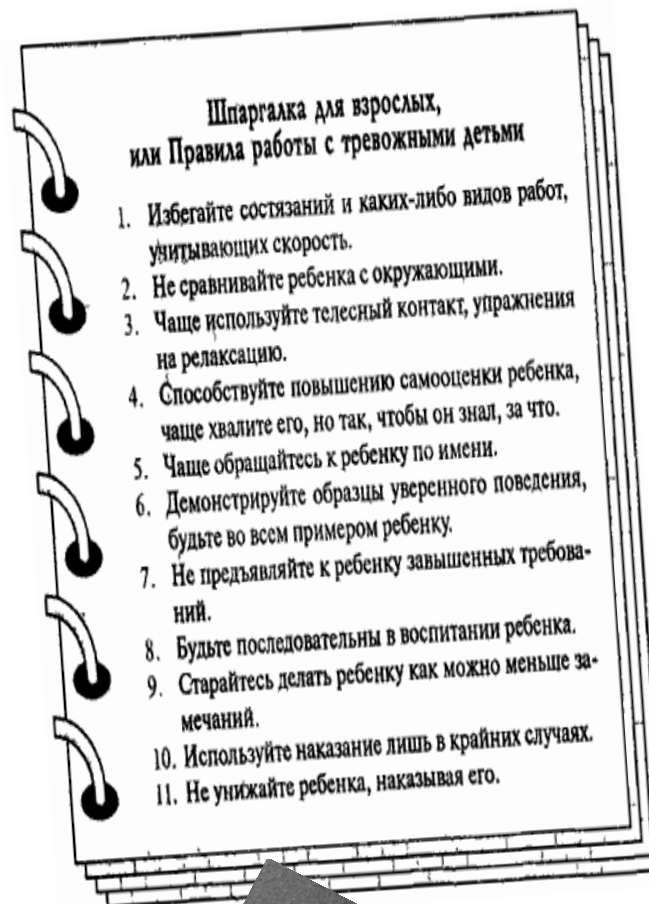 Шпаргалка для взрослых,
или Правила работы с тревожными детьми
1. Избегайте состязаний и каких-либо видов работ,
учитывающих скорость.
2. Не сравнивайте ребенка с окружающими.
3. Чаще используйте телесный контакт, упражнения
на релаксацию.
4. Способствуйте повышению самооценки ребенка,
чаще хвалите его, но так, чтобы он знал, за что.
5. Чаще обращайтесь к ребенку по имени.
6. Демонстрируйте образцы уверенного поведения,
будьте во всем примером ребенку.
7. Не предъявляйте к ребенку завышенных требова-
ний.
8. Будьте последовательны в воспитании ребенка.
9. Старайтесь делать ребенку как можно меньше за-
мечаний.
10. Используйте наказание лишь в крайних случаях.
11. Не унижайте ребенка, наказывая его.